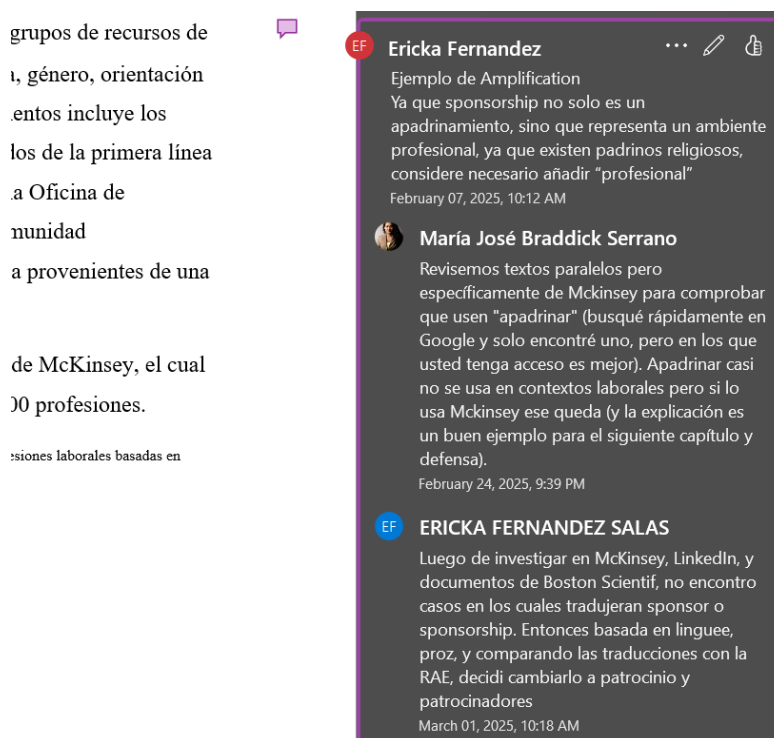 grupos de recursos de
, género, orientación
entos incluye los
dos de la primera línea
a Oficina de
munidad
a provenientes de una
de McKinsey, el cual
00 profesiones.
esiones laborales basadas en
EF
Ericka Fernandez
Ejemplo de Amplification
Ya que sponsorship no solo es un
apadrinamiento, sino que representa un ambiente
profesional, ya que existen padrinos religiosos,
considere necesario añadir “profesional”
February 07, 2025, 10:12 AM
María José Braddick Serrano
Revisemos textos paralelos pero
específicamente de Mckinsey para comprobar
que usen "apadrinar" (busqué rápidamente en
Google y solo encontré uno, pero en los que
usted tenga acceso es mejor). Apadrinar casi
no se usa en contextos laborales pero si lo
usa Mckinsey ese queda (y la explicación es
un buen ejemplo para el siguiente capítulo y
defensa).
February 24, 2025, 9:39 PM
EF
ERICKA FERNANDEZ SALAS
Luego de investigar en McKinsey, LinkedIn, y
documentos de Boston Scientif, no encontro
casos en los cuales tradujeran sponsor o
sponsorship. Entonces basada en linguee,
proz, y comparando las traducciones con la
RAE, decidi cambiarlo a patrocinio y
patrocinadores
March 01, 2025, 10:18 AM